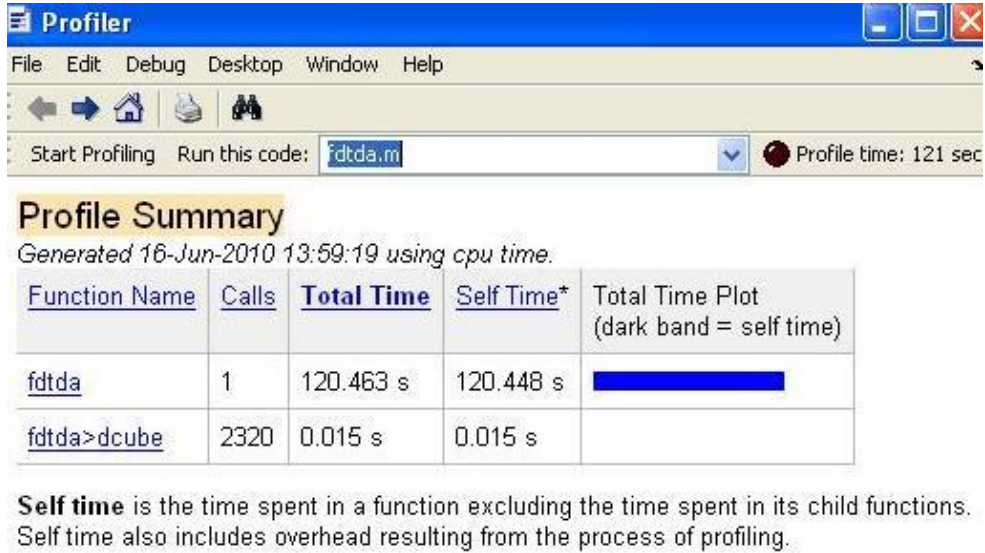 Profiler
File Edit Debug Desktop Window Help
Start Profiling Run this code: fdtda.m Profile time: 121 sec
Profile Summary
Generated 16-Jun-2010 13:59:19 using cpu time.
Function Name Calls Total Time Self Time* Total Time Plot
(dark band = self time)
fdtda 1 120.463 s 120.448 s
fdtda>dcube 2320 0.015 s 0.015 s
Self time is the time spent in a function excluding the time spent in its child functions.
Self time also includes overhead resulting from the process of profiling.